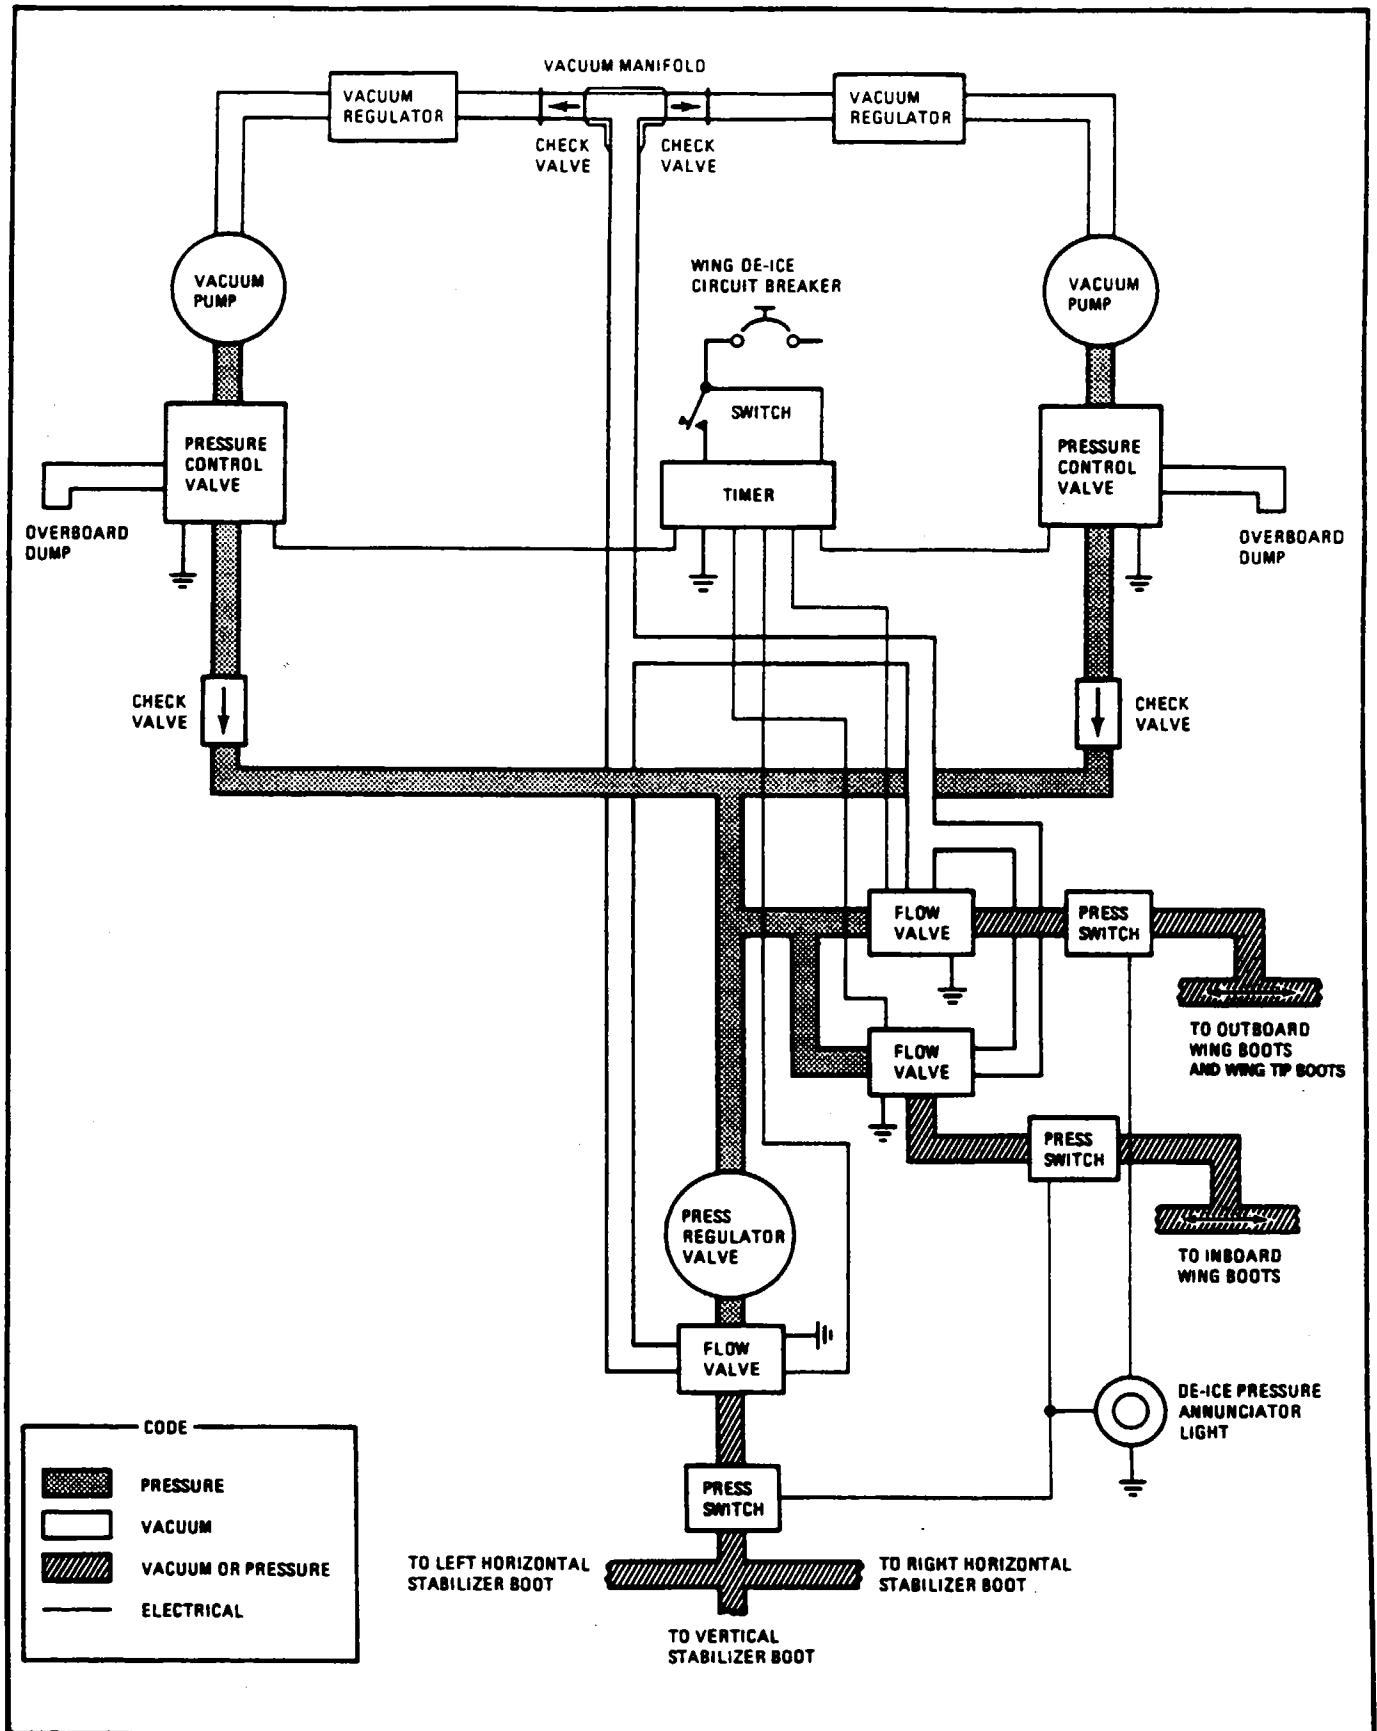 VACUUM MANIFOLD
VACUUM
REGULATOR
VACUUM
REGULATOR
CHECK
VALVE
CHECK
VALVE
VACUUM
PUMP
WING DE-ICE
CIRCUIT BREAKER
VACUUM
PUMP
SWITCH
PRESSURE
CONTROL
VALVE
PRESSURE
CONTROL
VALVE
TIMER
OVERBOARD
DUMP
OVERBOARD
DUMP
CHECK
VALVE
CHECK
VALVE
FLOW
VALVE
PRESS
SWITCH
TO OUTBOARD
WING BOOTS
AND WING TIP BOOTS
FLOW
VALVE
PRESS
SWITCH
PRESS
REGULATOR
VALVE
TO INBOARD
WING BOOTS
FLOW
VALVE
DE-ICE PRESSURE
ANNUNCIATOR
LIGHT
CODE
PRESSURE
VACUUM
VACUUM OR PRESSURE
ELECTRICAL
PRESS
SWITCH
TO LEFT HORIZONTAL
STABILIZER BOOT
TO RIGHT HORIZONTAL
STABILIZER BOOT
TO VERTICAL
STABILIZER BOOT